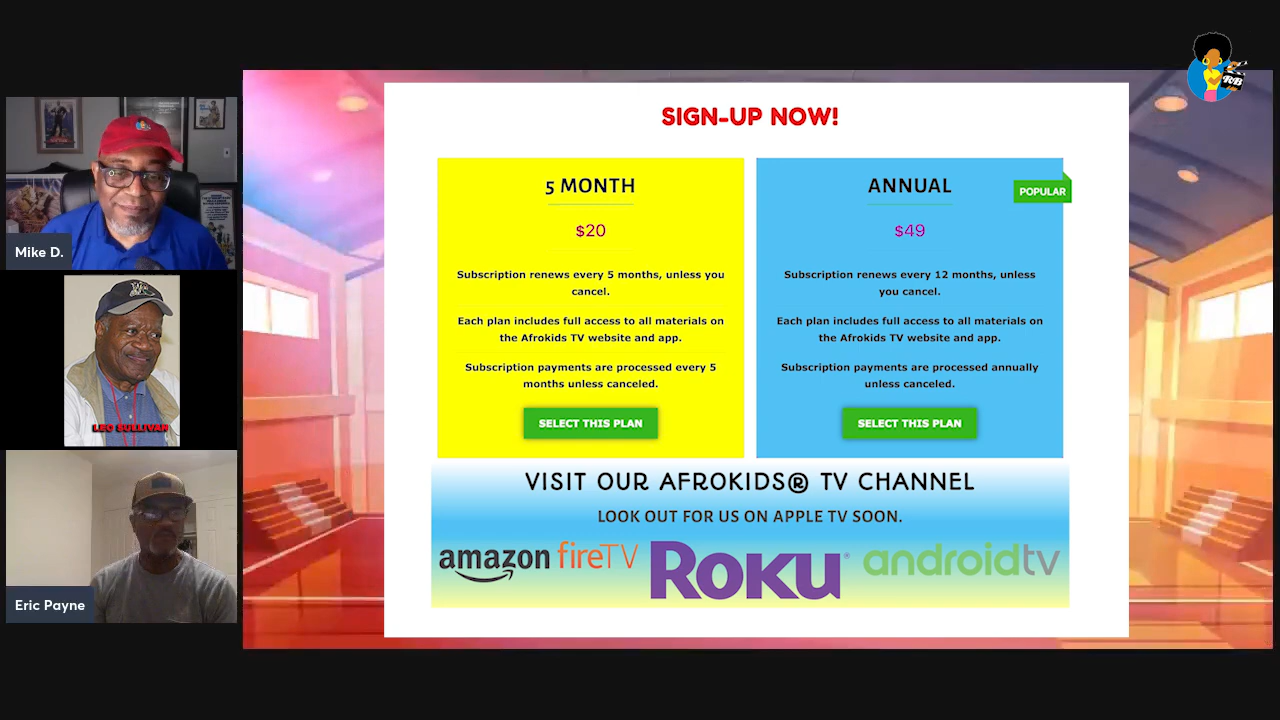 SIGN-UP NOW!
5 MONTH
$20
Subscription renews every 5 months, unless you
cancel.
Each plan includes full access to all materials on
the Afrokids TV website and app.
Subscription payments are processed every 5
months unless canceled.
SELECT THIS PLAN
ANNUAL
POPULAR
$49
Subscription renews every 12 months, unless
you cancel.
Each plan includes full access to all materials on
the Afrokids TV website and app.
Subscription payments are processed annually
unless canceled.
SELECT THIS PLAN
VISIT OUR AFROKIDS® TV CHANNEL
LOOK OUT FOR US ON APPLE TV SOON.
amazon fireTV
ROKU®
androidtv
Mike D.
LEO SULLIVAN
Eric Payne
RB